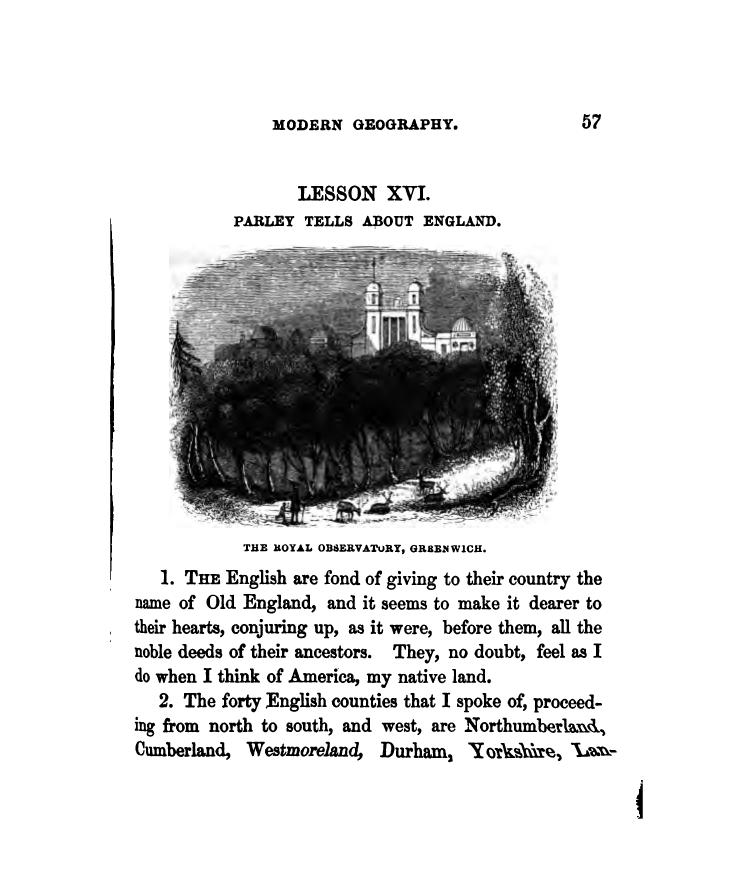 MODERN GEOGRAPHY. 57
LESSON XVI.
PARLEY TELLS ABOUT ENGLAND.
THE ROYAL OBSERVATORY, GREENWICH.
1. THE English are fond of giving to their country the
name of Old England, and it seems to make it dearer to
their hearts, conjuring up, as it were, before them, all the
noble deeds of their ancestors. They, no doubt, feel as I
do when I think of America, my native land.
2. The forty English counties that I spoke of, proceed-
ing from north to south, and west, are Northumberland,
Cumberland, Westmoreland, Durham, Yorkshire, Lan-